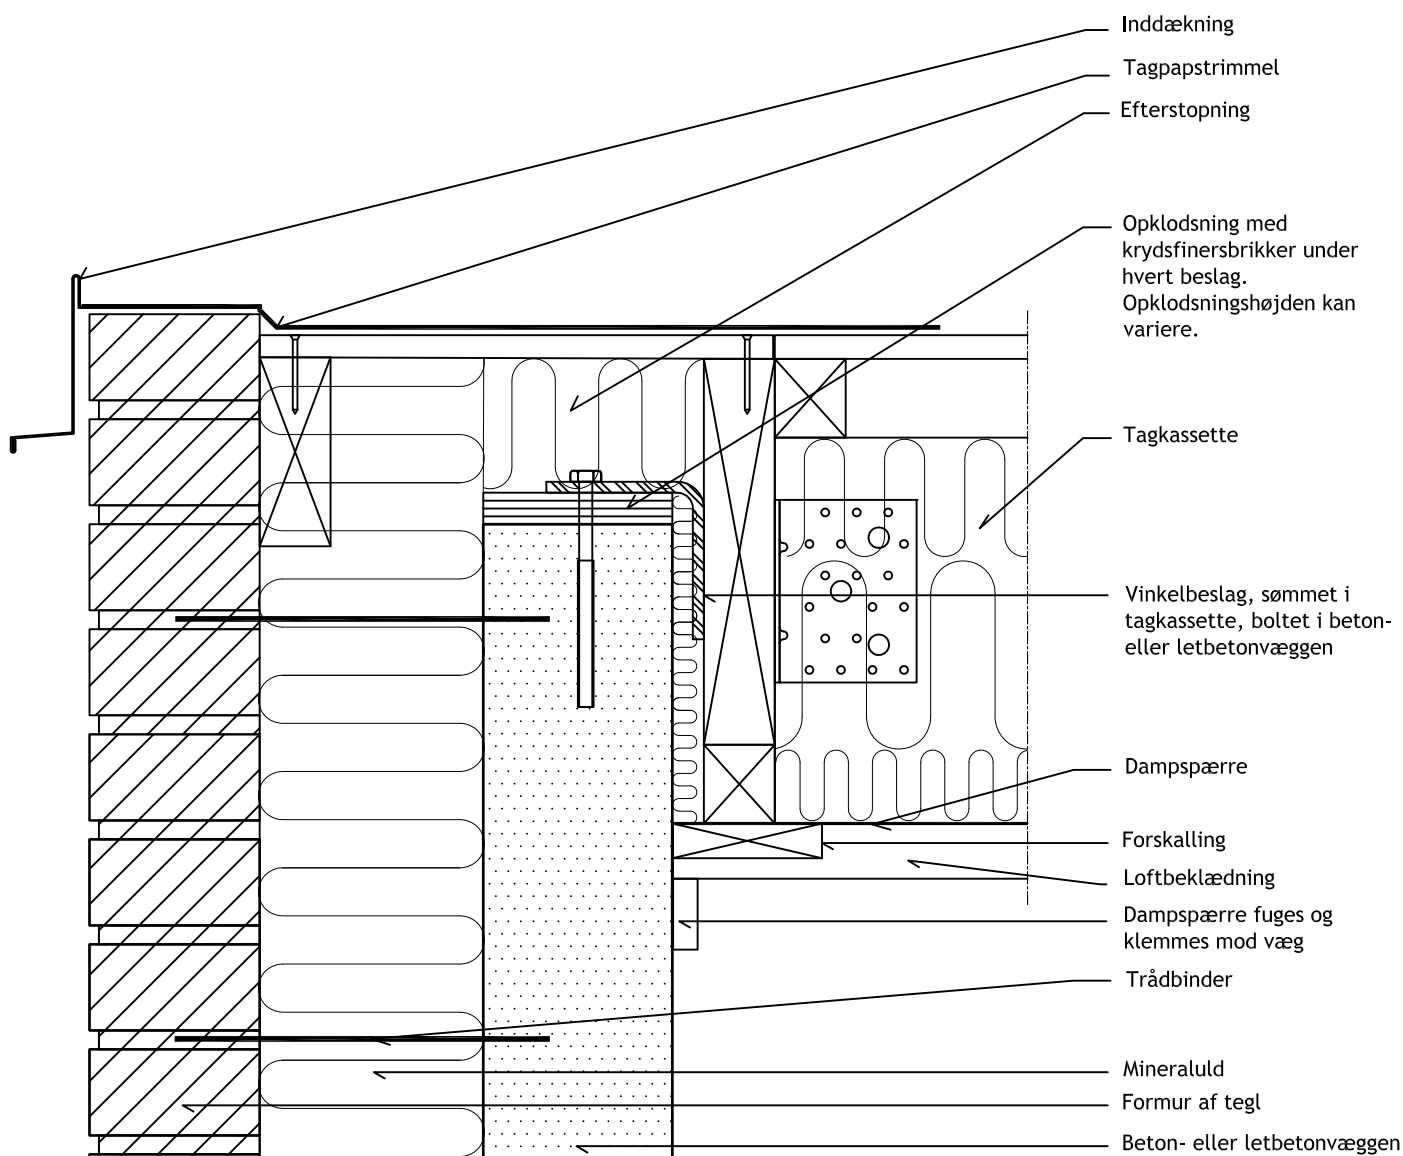 Inddækning
Tagpapstrimmel
Efterstopning
Opklodsning med
krydsfinersbrikker under
hvert beslag.
Opklodsningshøjden kan
variere.
Tagkassette
Vinkelbeslag, sømmet i
tagkassette, boltet i beton-
eller letbetonvæggen
Dampspærre
Forskalling
Loftbeklædning
Dampspærre fuges og
klemmes mod væg
Trådbinder
Mineraluld
Formur af tegl
Beton- eller letbetonvæggen